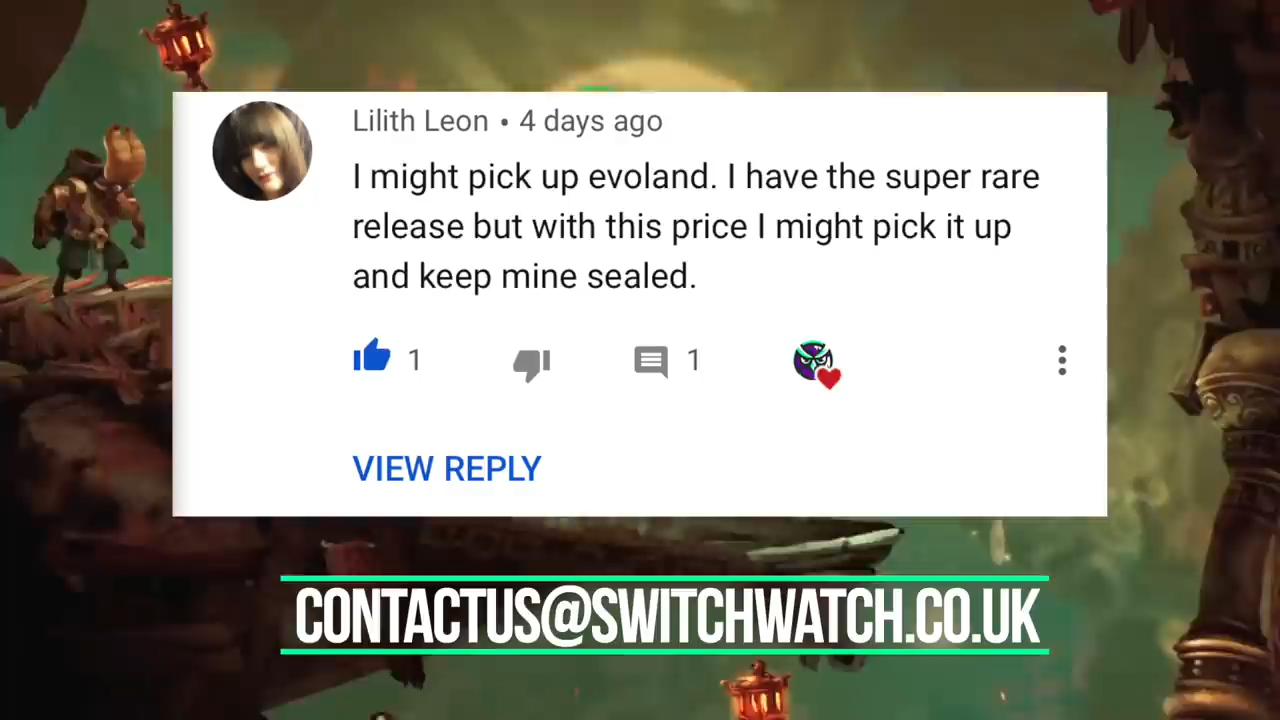 Lilith Leon • 4 days ago
I might pick up evoland. I have the super rare
release but with this price I might pick it up
and keep mine sealed.
1
1
VIEW REPLY
CONTACTUS@SWITCHWATCH.CO.UK